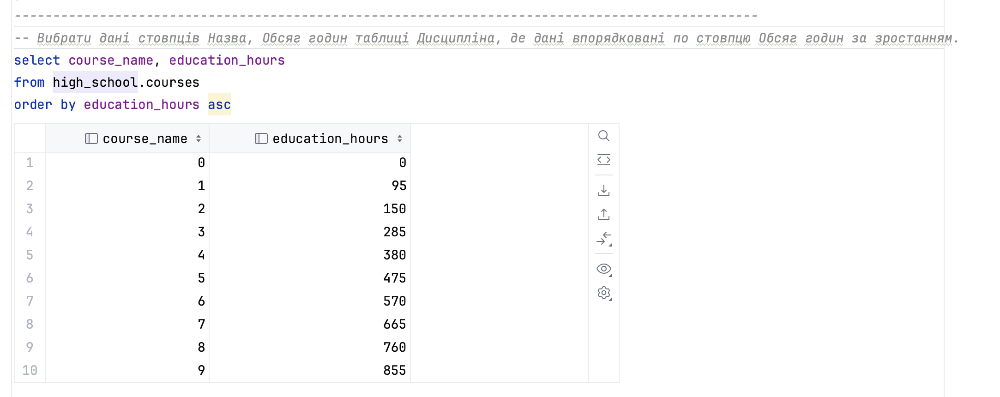 ------------------------------------------------------------------------------------------------
-- Вибрати дані стовпців Назва, Обсяг годин таблиці Дисципліна, де дані впорядковані по стовпцю Обсяг годин за зростанням.
select course_name, education_hours
from high_school.courses
order by education_hours asc
course_name education_hours
1 0 0
2 1 95
3 2 150
4 3 285
5 4 380
6 5 475
7 6 570
8 7 665
9 8 760
10 9 855